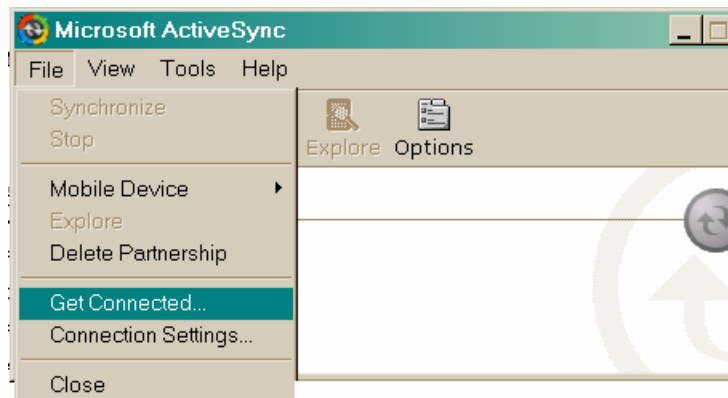 Microsoft ActiveSync
File View Tools Help
Synchronize
Stop
Explore Options
Mobile Device
Explore
Delete Partnership
Get Connected...
Connection Settings...
Close